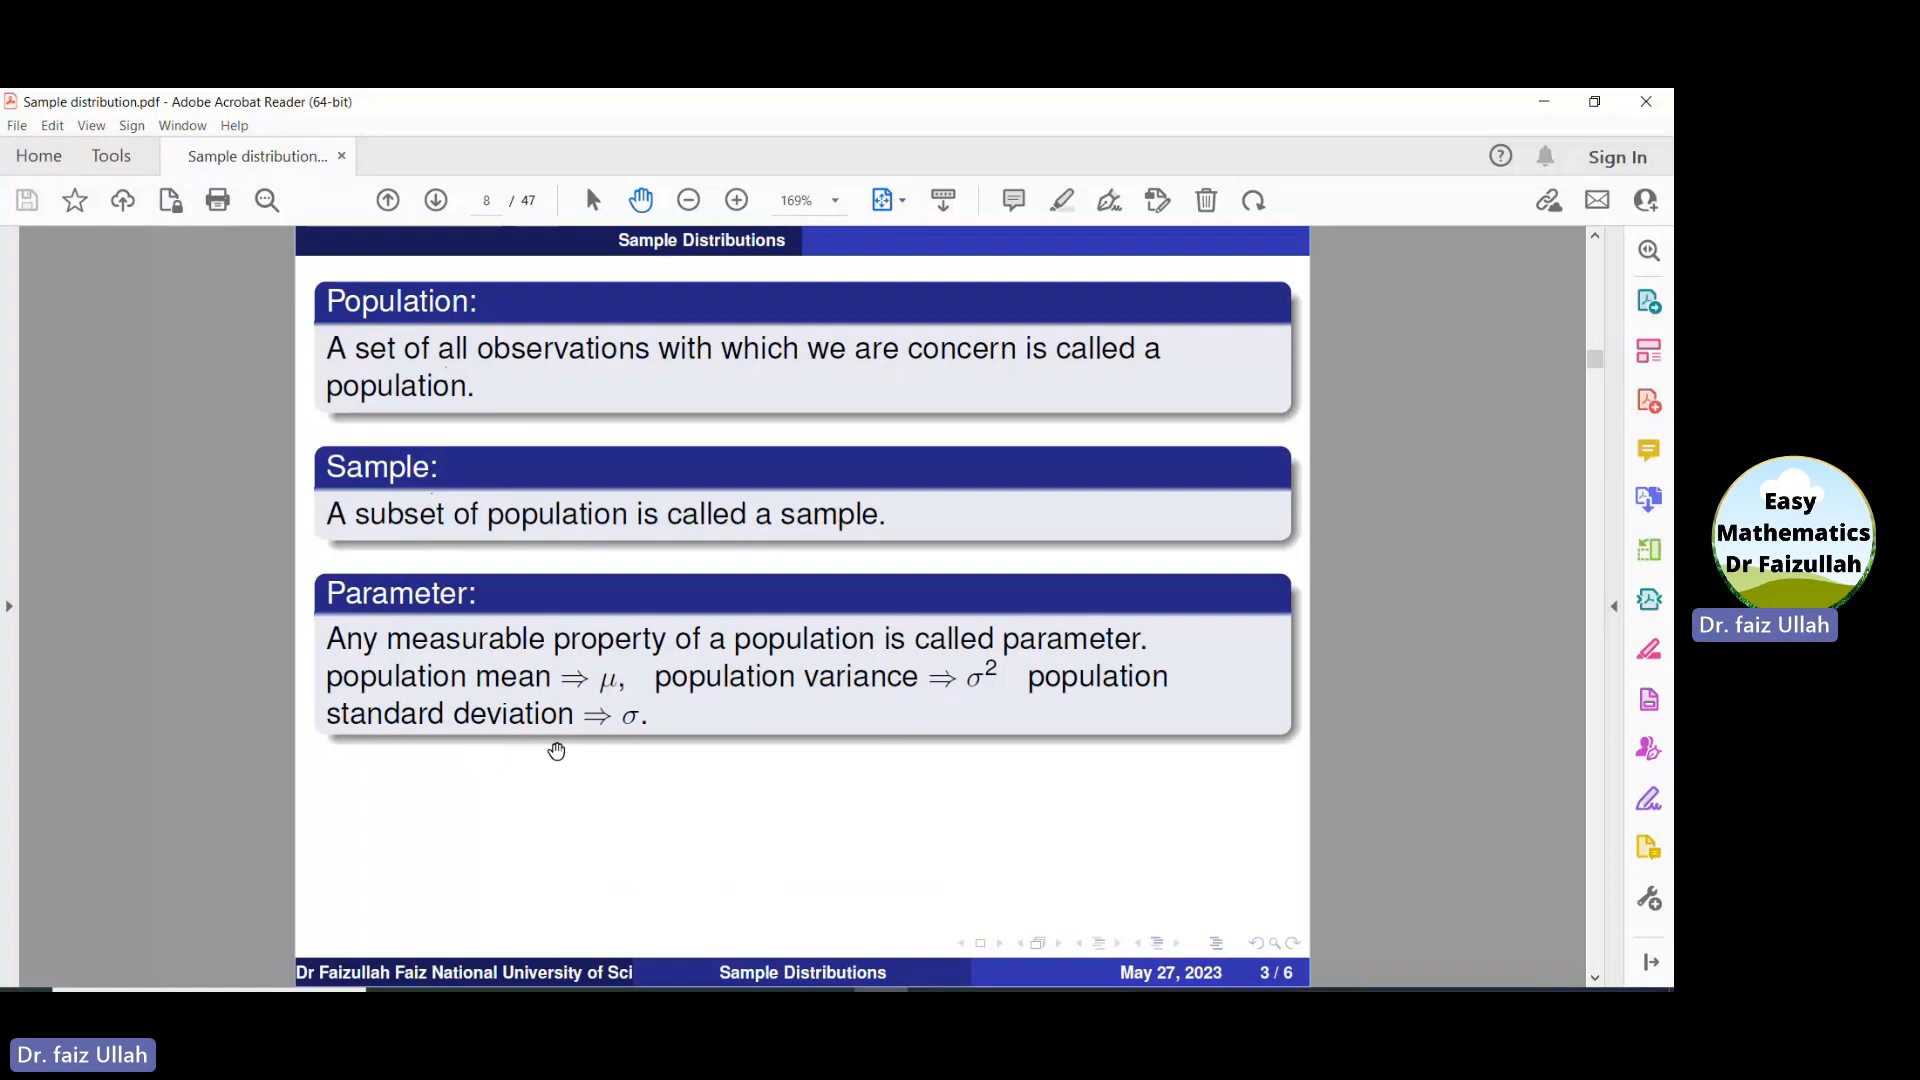 Sample distribution.pdf - Adobe Acrobat Reader (64-bit)
File Edit View Sign Window Help
Home Tools Sample distribution... × Sign In
8 / 47 169%
Sample Distributions
Population:
A set of all observations with which we are concern is called a
population.
Sample:
A subset of population is called a sample.
Parameter:
Any measurable property of a population is called parameter.
population mean ⇒ μ, population variance ⇒ σ² population
standard deviation ⇒ σ.
Dr Faizullah Faiz National University of Sci Sample Distributions May 27, 2023 3 / 6
Easy
Mathematics
Dr Faizullah
Dr. faiz Ullah
Dr. faiz Ullah